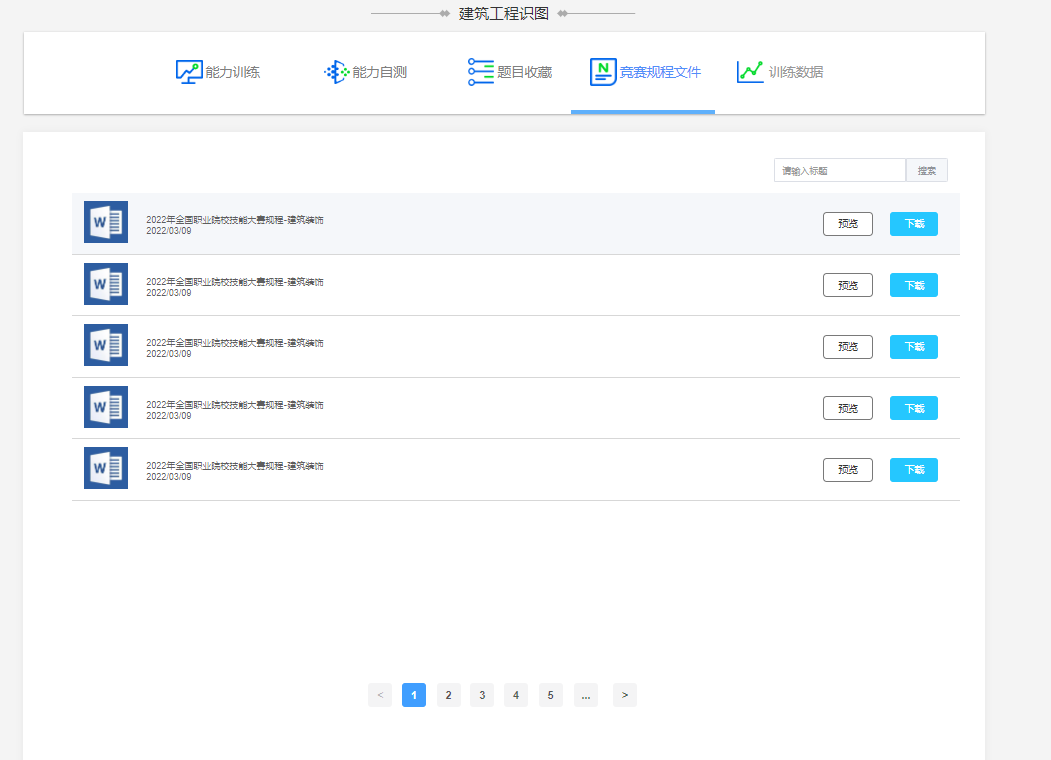 建筑工程识图
能力训练 能力自测 题目收藏 竞赛规程文件 训练数据
请输入标题 搜索
2022年全国职业院校技能大赛规程-建筑装饰
2022/03/09
预览 下载
2022年全国职业院校技能大赛规程-建筑装饰
2022/03/09
预览 下载
2022年全国职业院校技能大赛规程-建筑装饰
2022/03/09
预览 下载
2022年全国职业院校技能大赛规程-建筑装饰
2022/03/09
预览 下载
2022年全国职业院校技能大赛规程-建筑装饰
2022/03/09
预览 下载
< 1 2 3 4 5 ... >